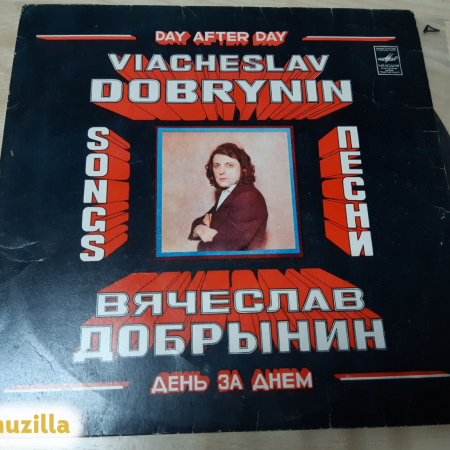 DAY AFTER DAY
VIACHESLAV
DOBRYNIN
SONGS
ПЕСНИ
ВЯЧЕСЛАВ
ДОБРЫНИН
ДЕНЬ ЗА ДНЕМ
uzilla